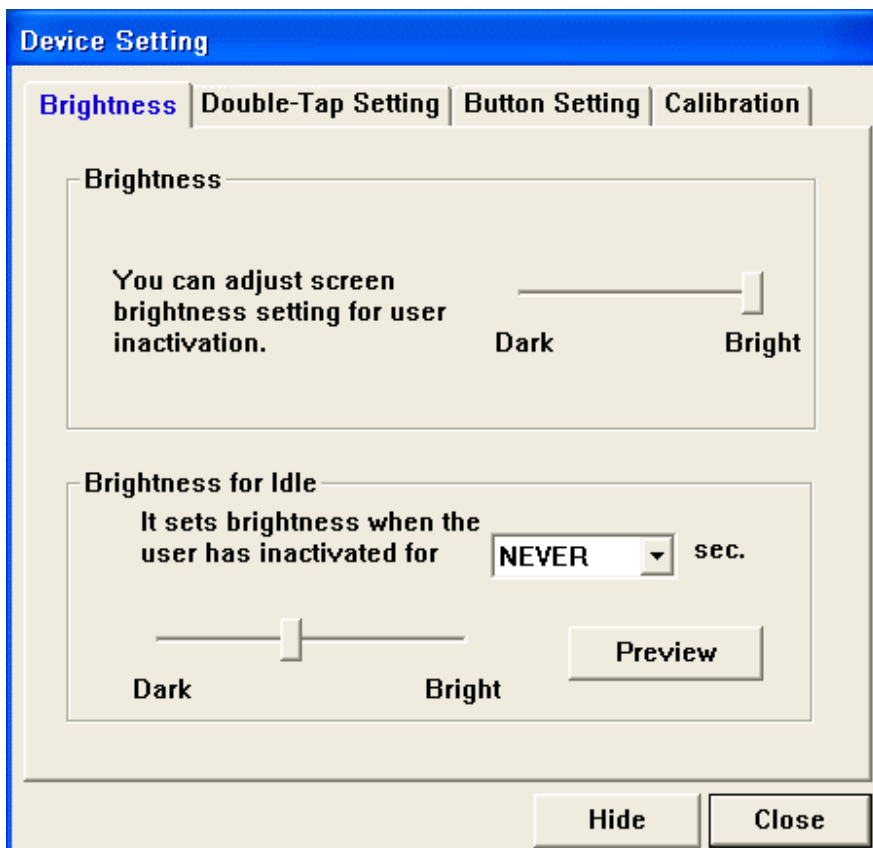 Device Setting
Brightness Double-Tap Setting Button Setting Calibration
Brightness
You can adjust screen
brightness setting for user
inactivation.
Dark Bright
Brightness for Idle
It sets brightness when the
user has inactivated for NEVER sec.
Preview
Dark Bright
Hide Close